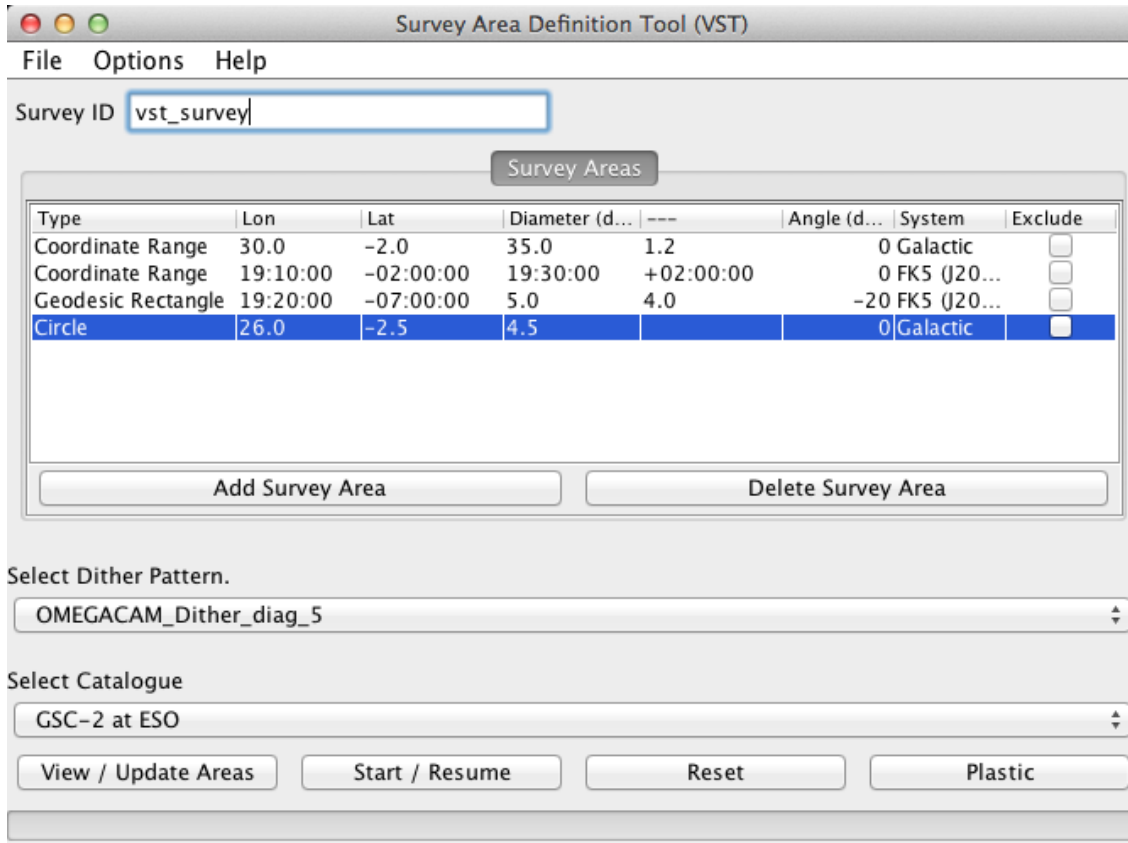 Survey Area Definition Tool (VST)
File Options Help
Survey ID vst_survey
Survey Areas
Type Lon Lat Diameter (d... --- Angle (d... System Exclude
Coordinate Range 30.0 −2.0 35.0 1.2 0 Galactic
Coordinate Range 19:10:00 −02:00:00 19:30:00 +02:00:00 0 FK5 (J20...
Geodesic Rectangle 19:20:00 −07:00:00 5.0 4.0 −20 FK5 (J20...
Circle 26.0 −2.5 4.5 0 Galactic
Add Survey Area Delete Survey Area
Select Dither Pattern.
OMEGACAM_Dither_diag_5
Select Catalogue
GSC−2 at ESO
View / Update Areas Start / Resume Reset Plastic